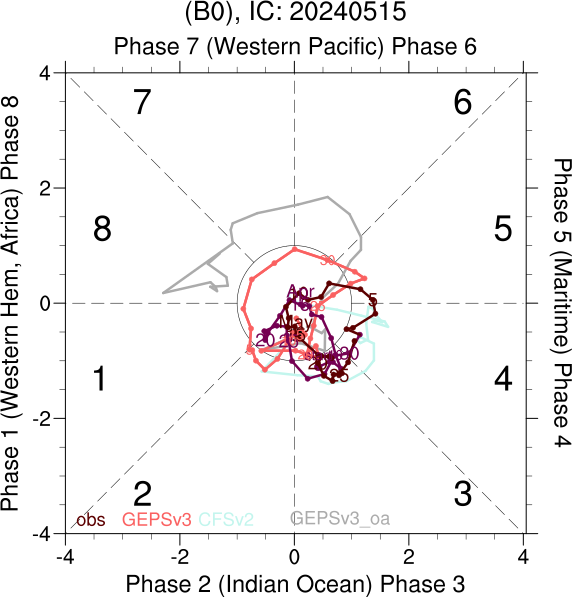 (B0), IC: 20240515
Phase 7 (Western Pacific) Phase 6
4
7
6
Phase 1 (Western Hem, Africa) Phase 8
2
8
5
Phase 5 (Maritime) Phase 4
30
Apr
0
5
May
20
25
1
4
-2
2
3
obs GEPSv3 CFSv2 GEPSv3_oa
-4
-4 -2 0 2 4
Phase 2 (Indian Ocean) Phase 3